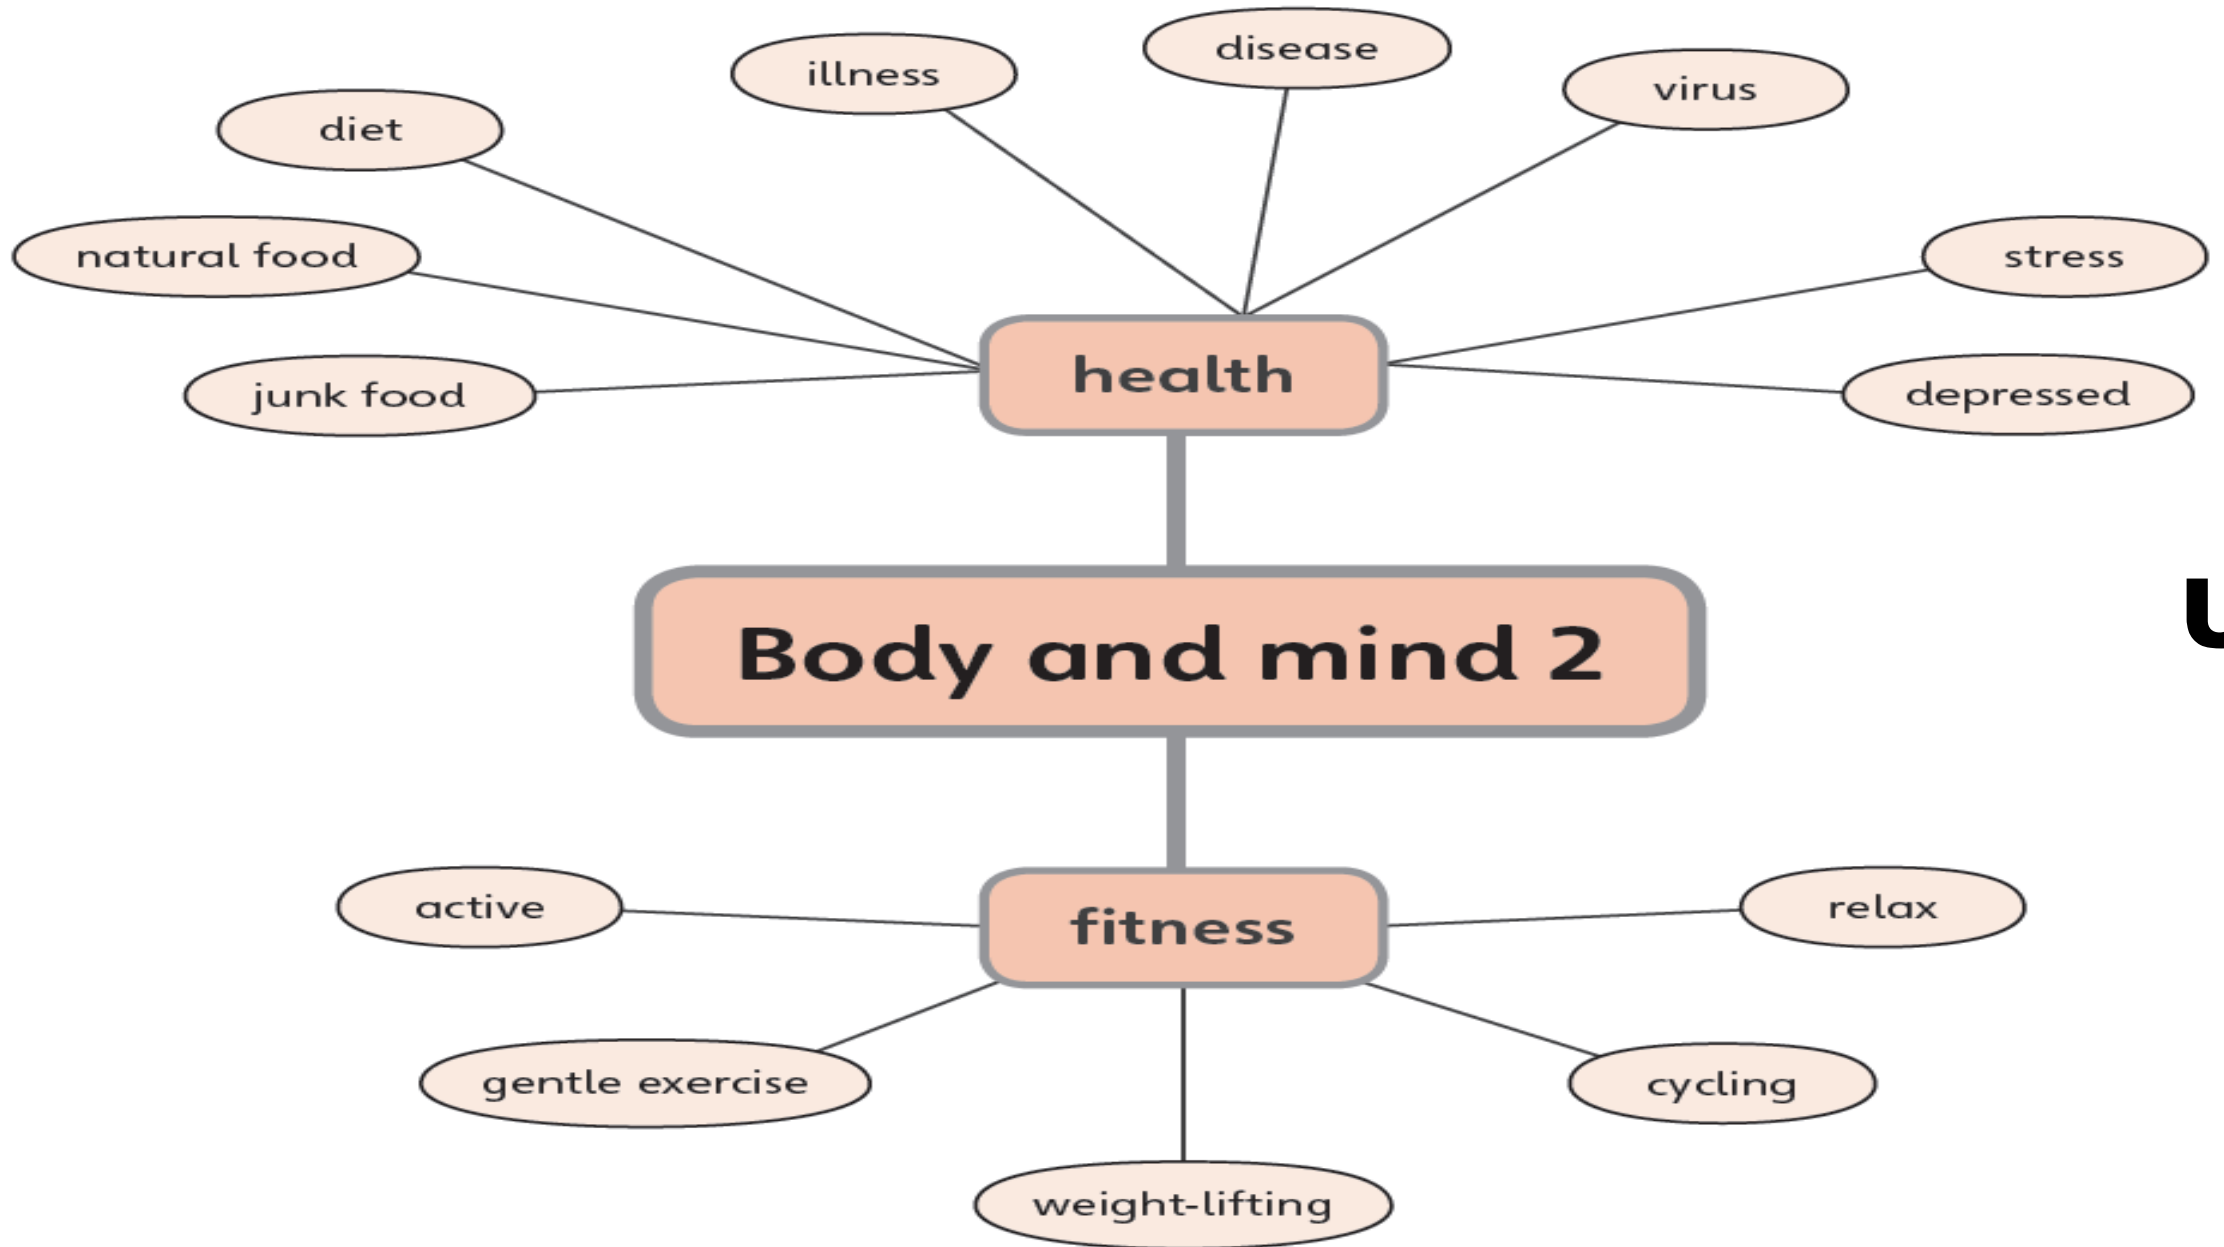 disease
illness
virus
diet
natural food
stress
junk food
health
depressed
Body and mind 2
active
fitness
relax
gentle exercise
cycling
weight-lifting